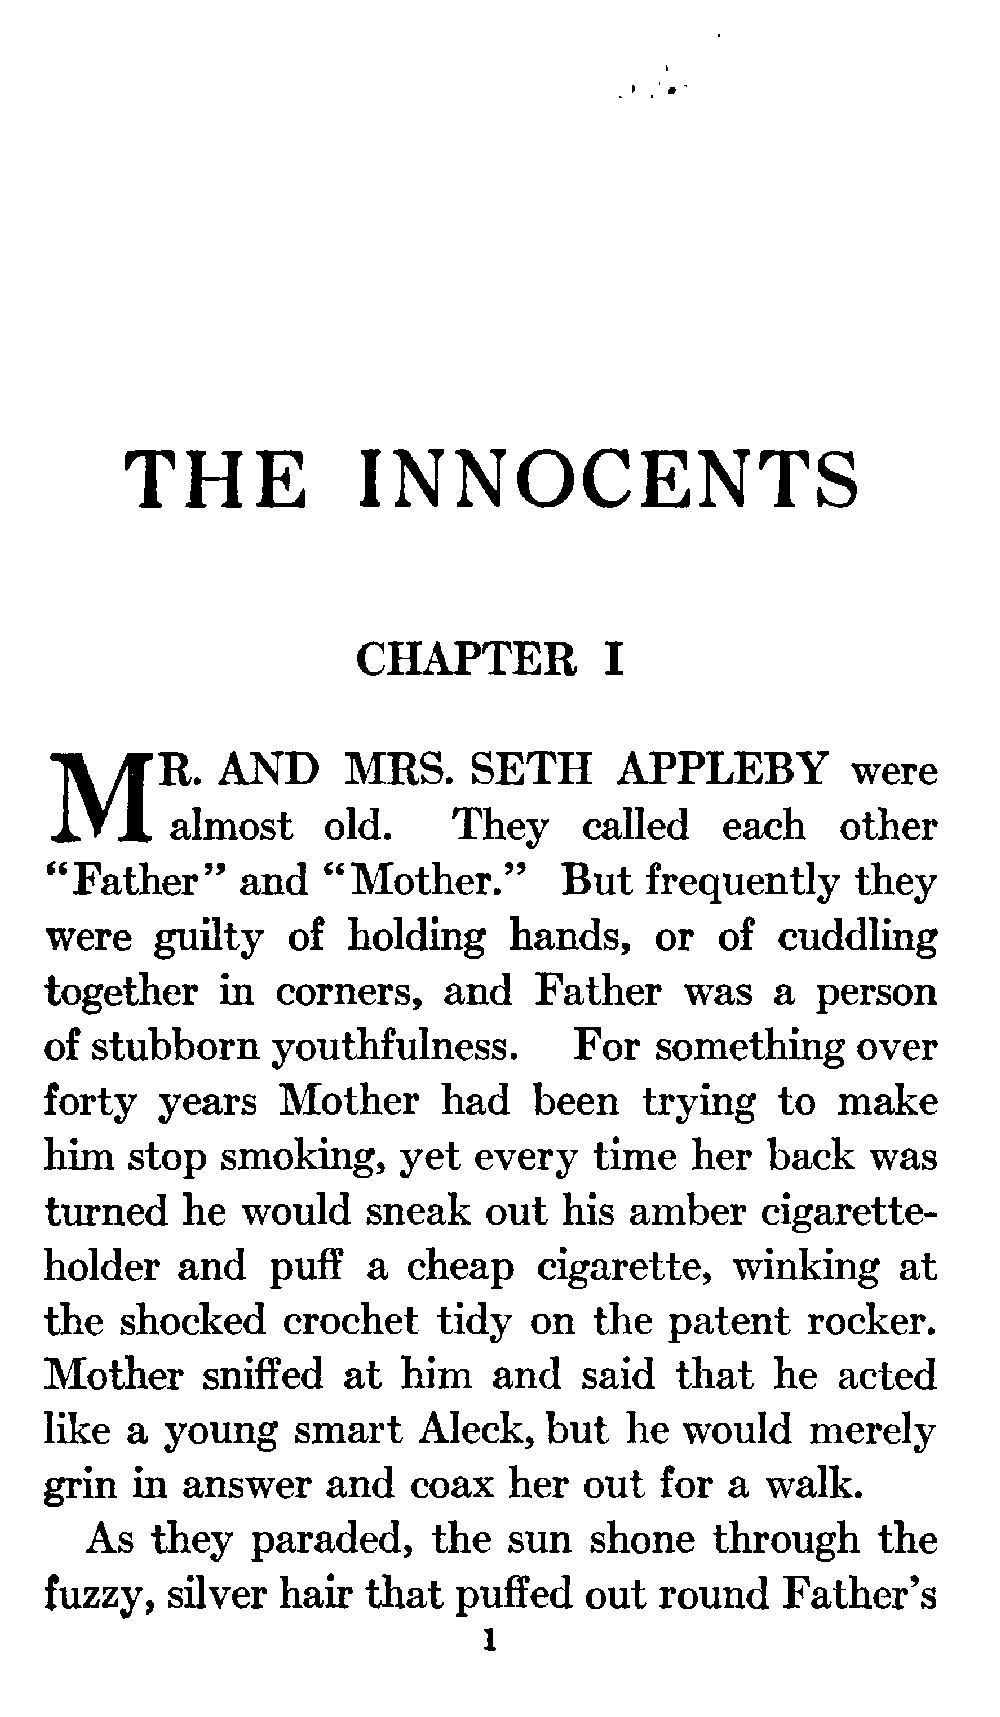 THE INNOCENTS
CHAPTER I
MR. AND MRS. SETH APPLEBY were
almost old. They called each other
“Father” and “Mother.” But frequently they
were guilty of holding hands, or of cuddling
together in corners, and Father was a person
of stubborn youthfulness. For something over
forty years Mother had been trying to make
him stop smoking, yet every time her back was
turned he would sneak out his amber cigarette-
holder and puff a cheap cigarette, winking at
the shocked crochet tidy on the patent rocker.
Mother sniffed at him and said that he acted
like a young smart Aleck, but he would merely
grin in answer and coax her out for a walk.
As they paraded, the sun shone through the
fuzzy, silver hair that puffed out round Father’s
1